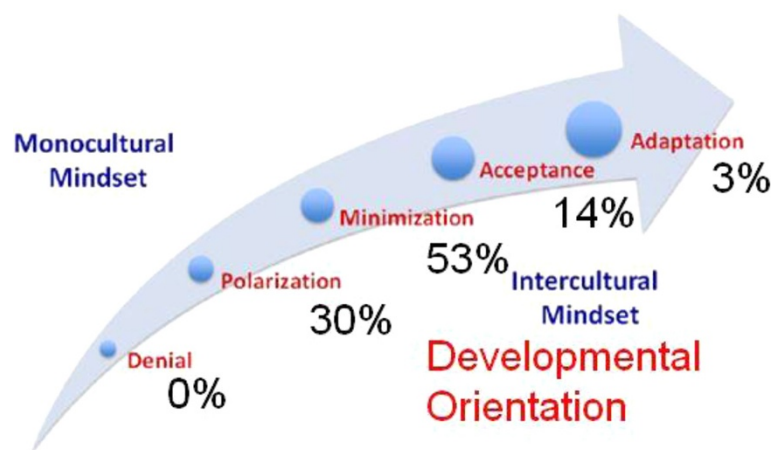 Monocultural
Mindset
Adaptation
3%
Acceptance
14%
Minimization
53%
Polarization
30%
Denial
0%
Intercultural
Mindset
Developmental
Orientation